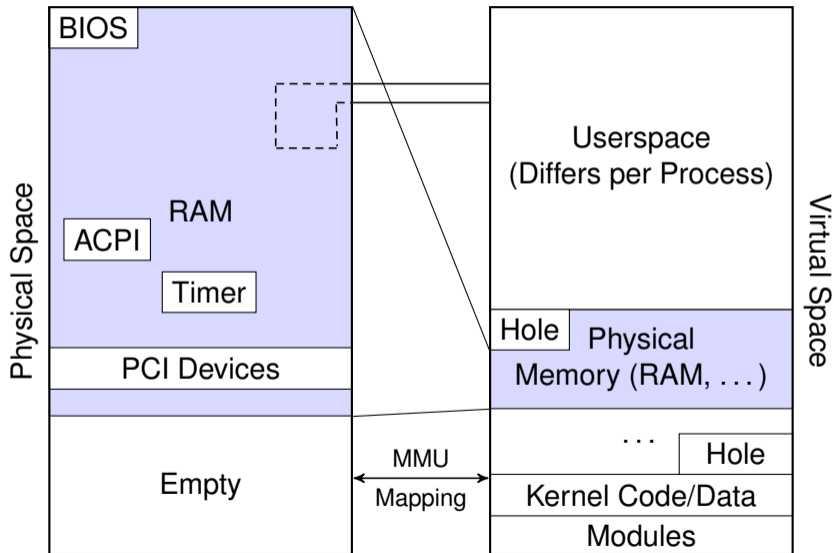 Physical Space
BIOS
RAM
ACPI
Timer
PCI Devices
Empty
MMU
Mapping
Userspace
(Differs per Process)
Hole
Physical
Memory (RAM, . . . )
. . .
Hole
Kernel Code/Data
Modules
Virtual Space